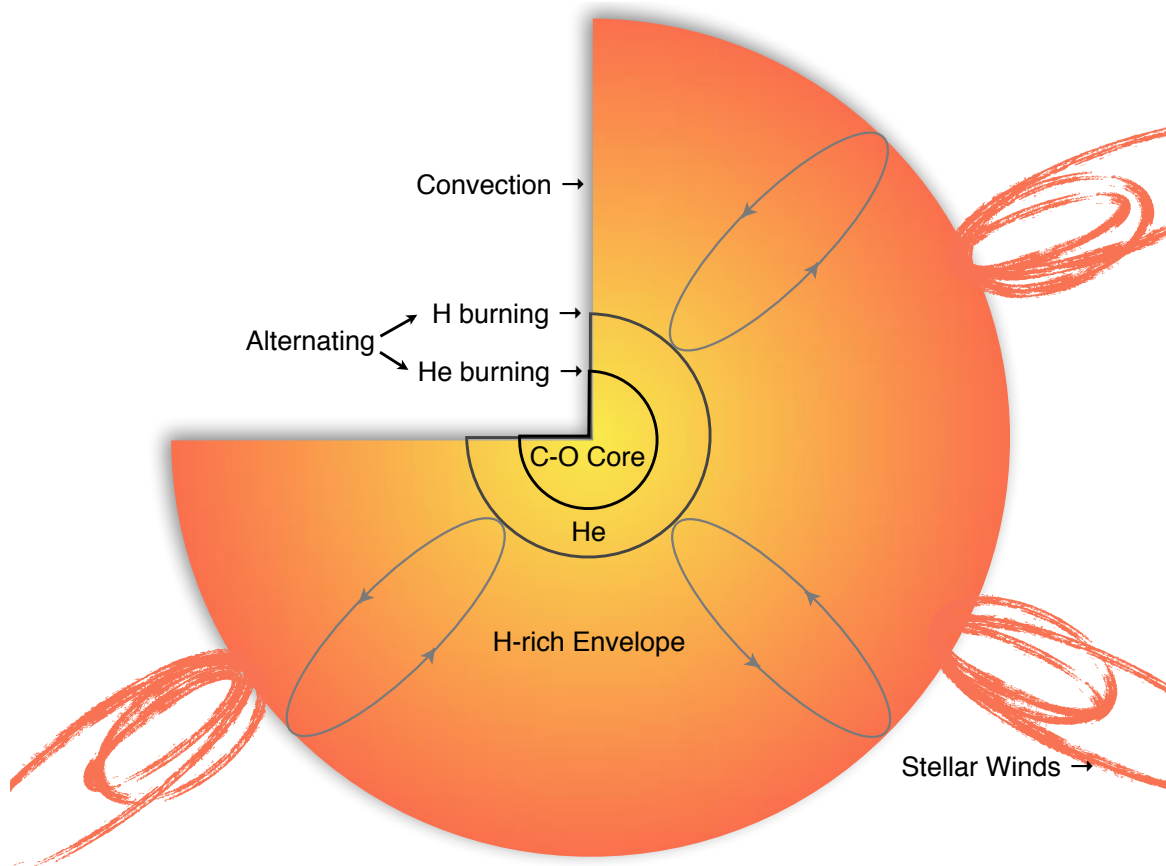 Convection →
H burning →
Alternating
He burning →
C-O Core
He
H-rich Envelope
Stellar Winds →